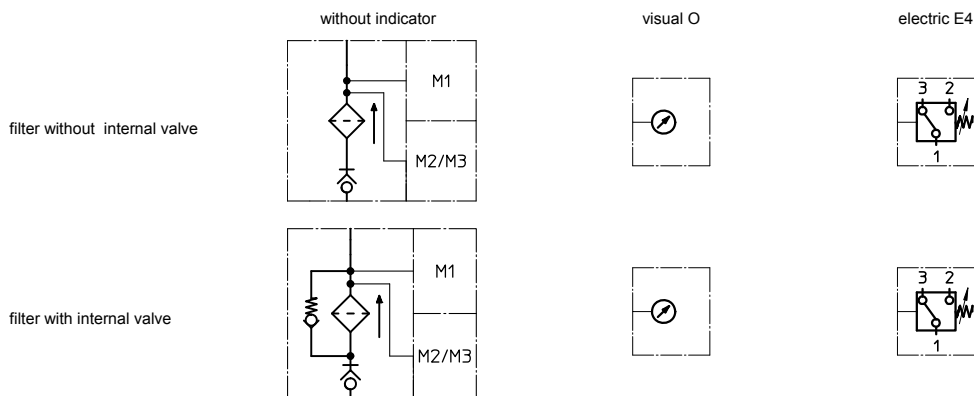 without indicator
visual O
electric E4
M1
3 2
filter without internal valve
M2/M3
1
M1
3 2
filter with internal valve
M2/M3
1